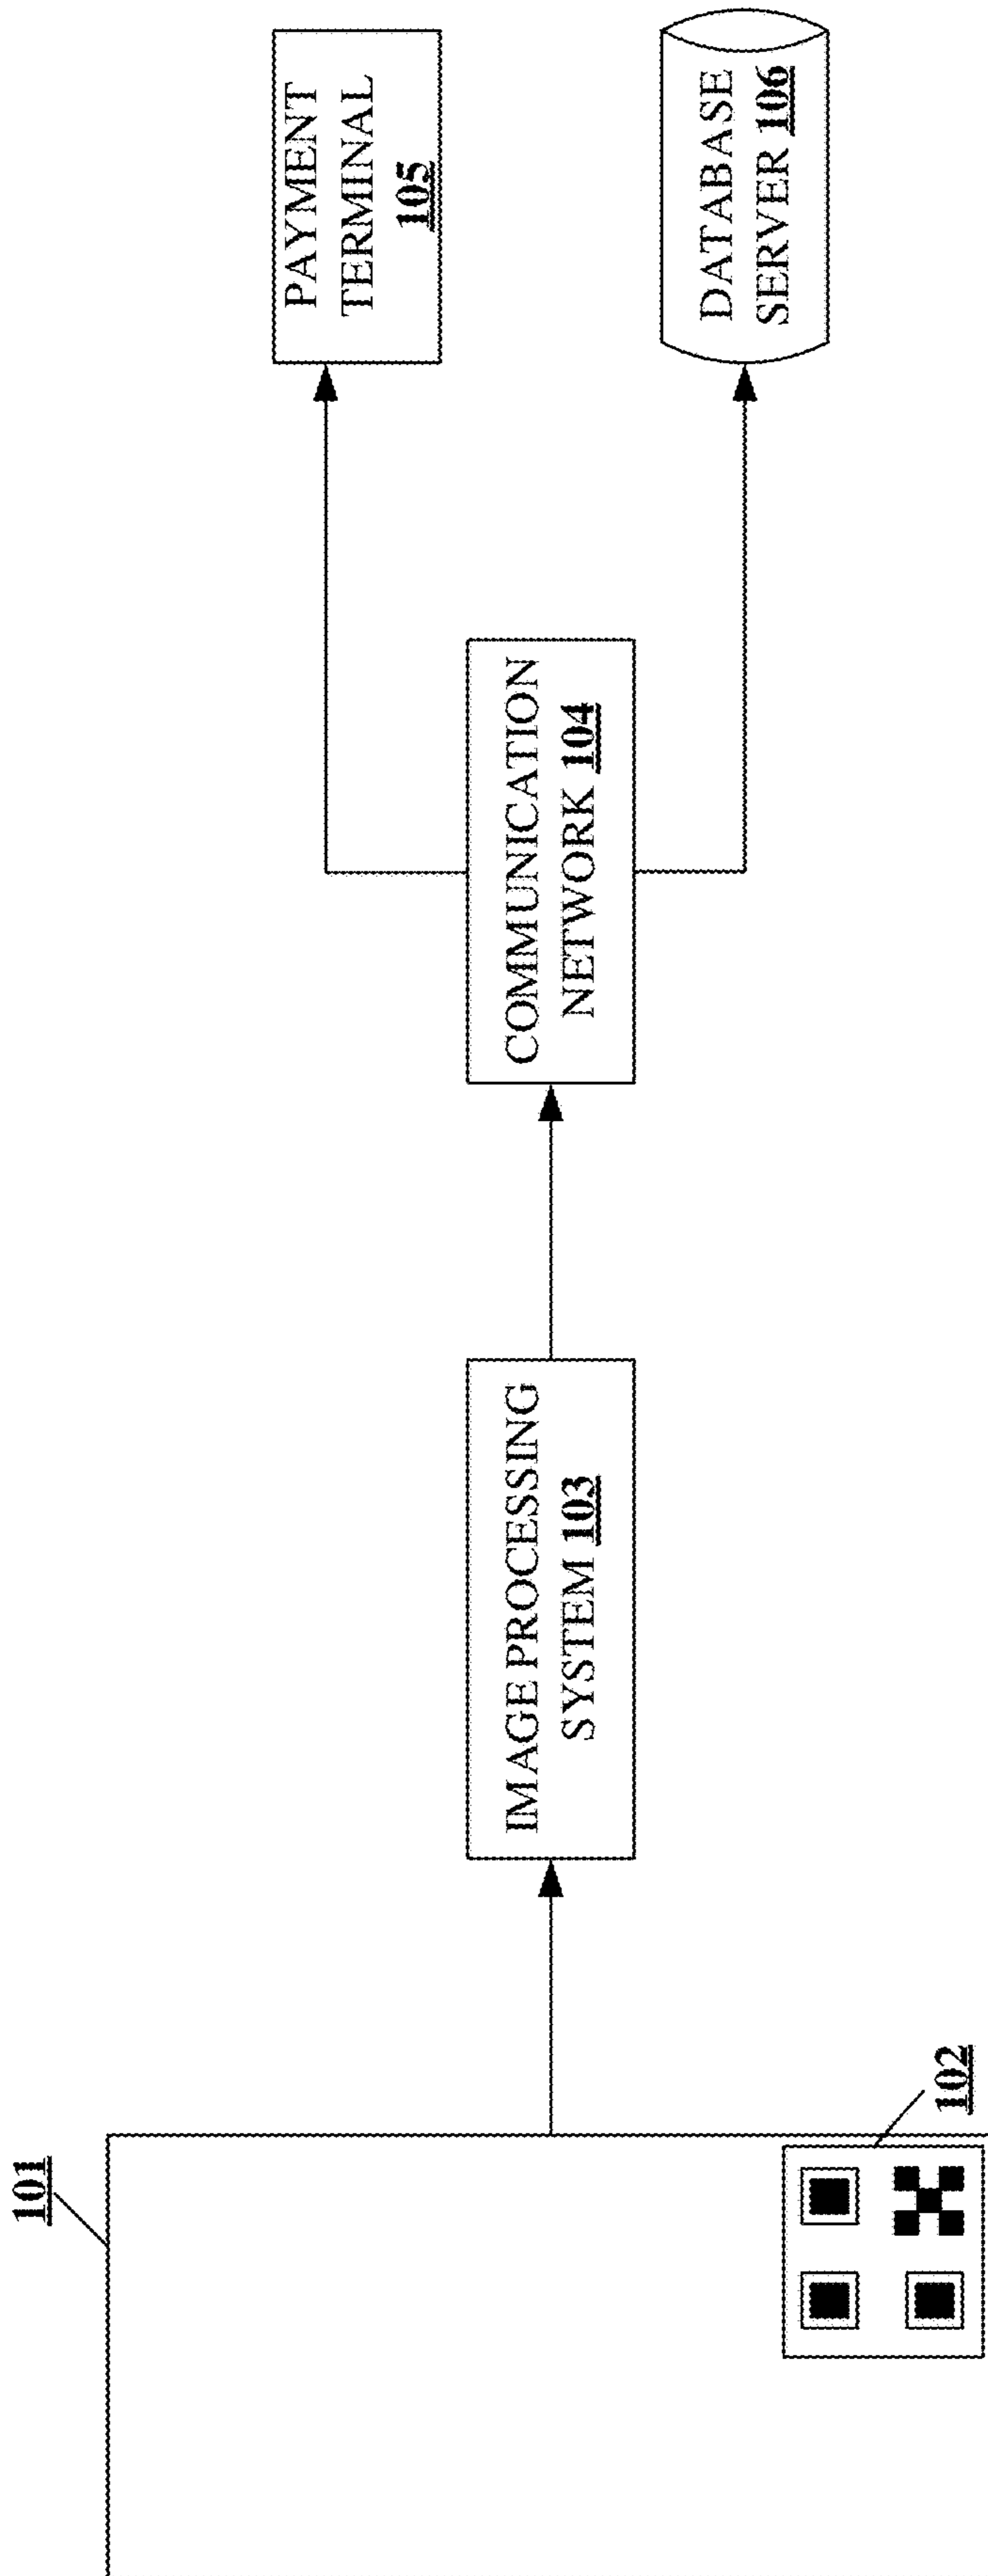 101
102
IMAGE PROCESSING
SYSTEM 103
COMMUNICATION
NETWORK 104
PAYMENT
TERMINAL
105
DATABASE
SERVER 106